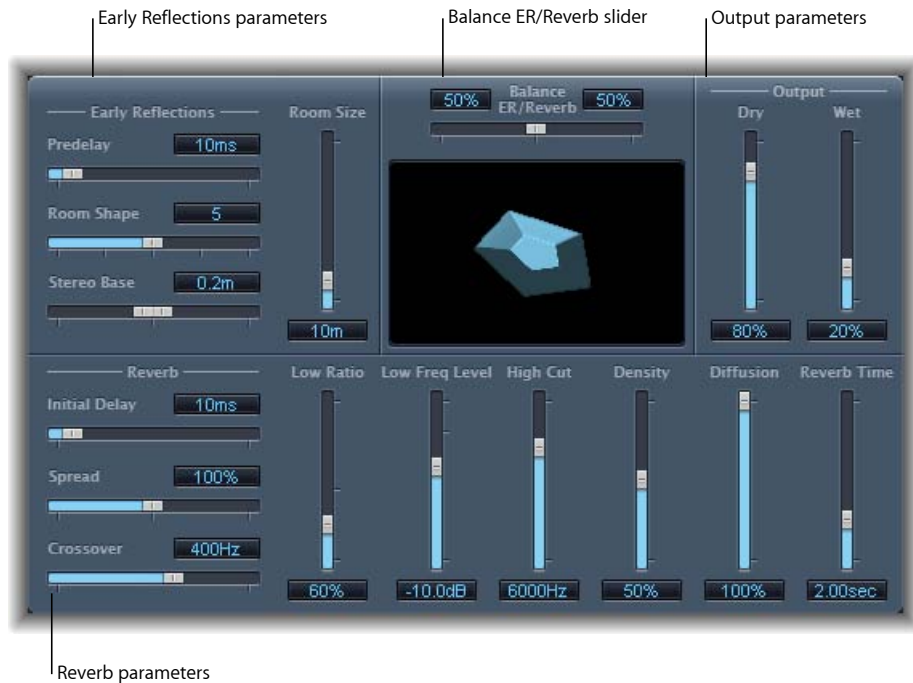 Early Reflections parameters
Balance ER/Reverb slider
Output parameters
Early Reflections
Room Size
Predelay
10ms
Room Shape
5
Stereo Base
0.2m
10m
50%
Balance
ER/Reverb
50%
Output
Dry
Wet
80%
20%
Reverb
Initial Delay
10ms
Spread
100%
Crossover
400Hz
Low Ratio
Low Freq Level
High Cut
Density
Diffusion
Reverb Time
60%
-10.0dB
6000Hz
50%
100%
2.00sec
Reverb parameters